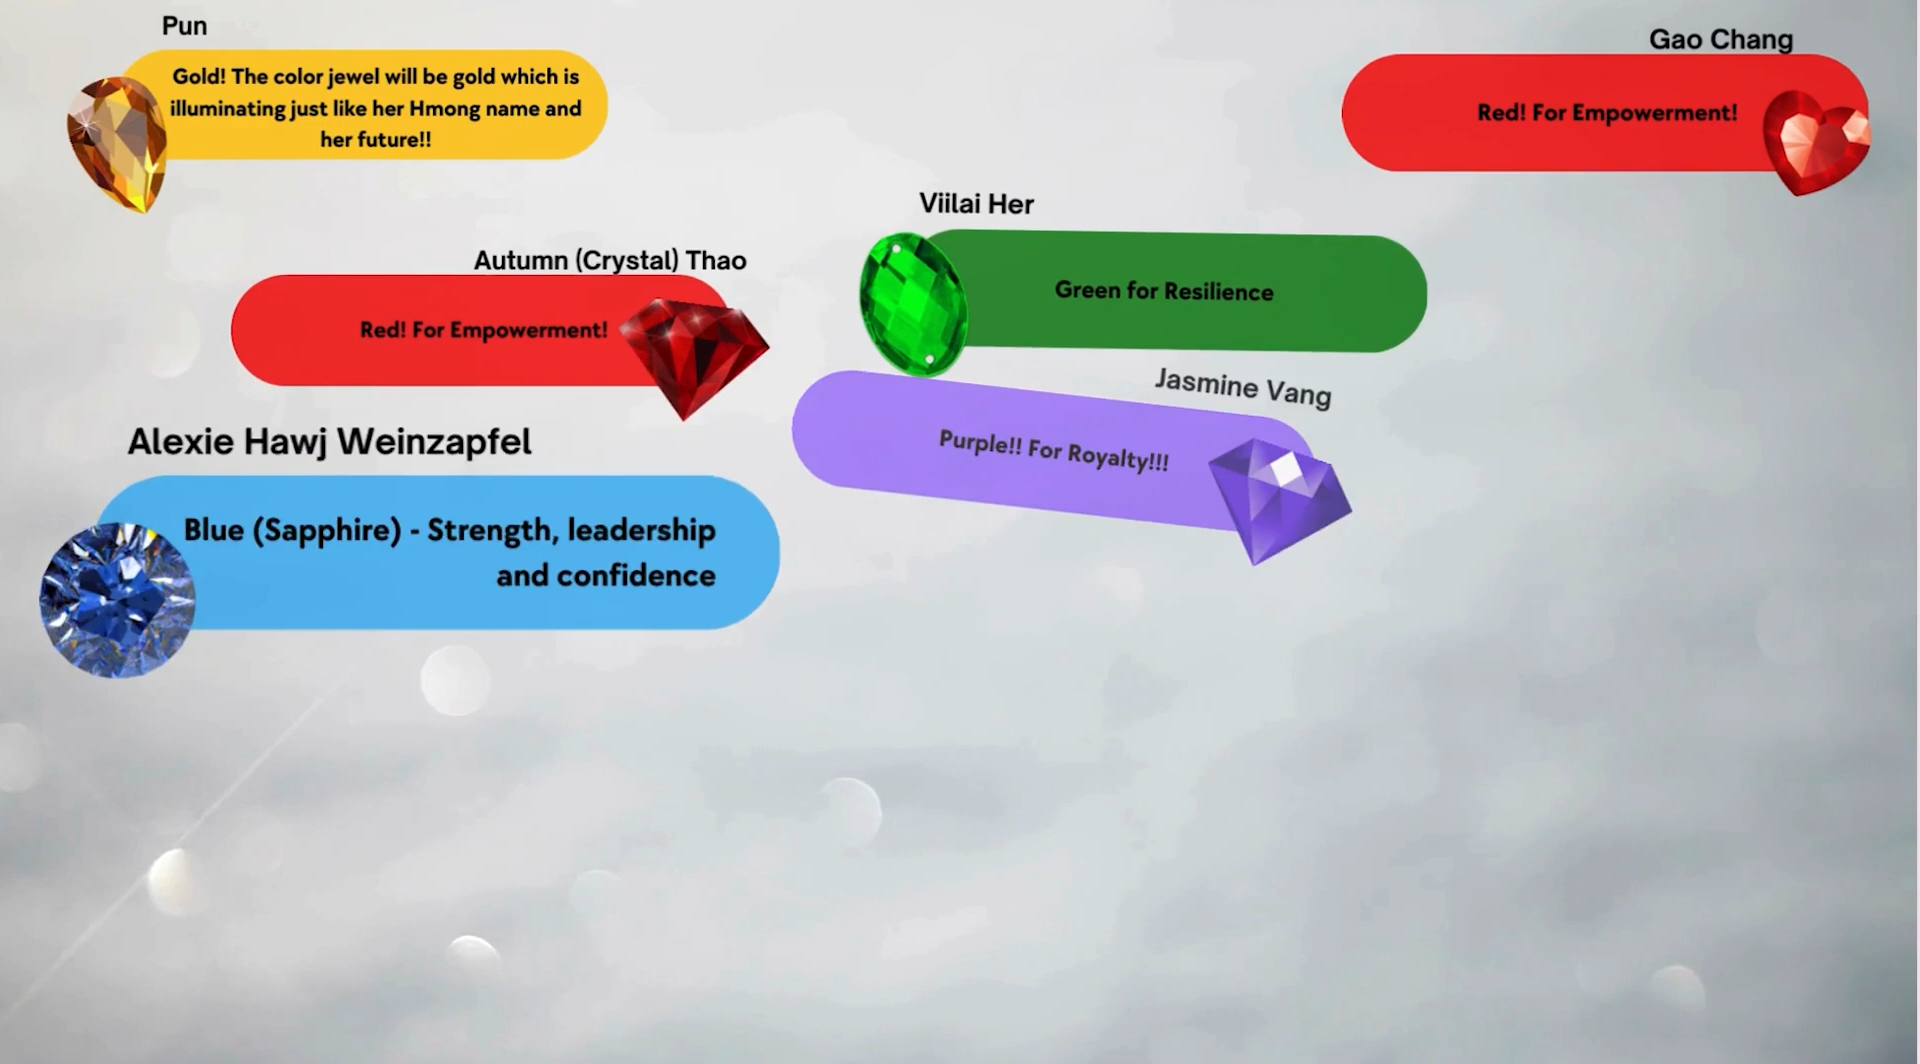 Pun
Gold! The color jewel will be gold which is
illuminating just like her Hmong name and
her future!!
Gao Chang
Red! For Empowerment!
Viilai Her
Green for Resilience
Autumn (Crystal) Thao
Red! For Empowerment!
Jasmine Vang
Purple!! For Royalty!!!
Alexie Hawj Weinzapfel
Blue (Sapphire) - Strength, leadership
and confidence